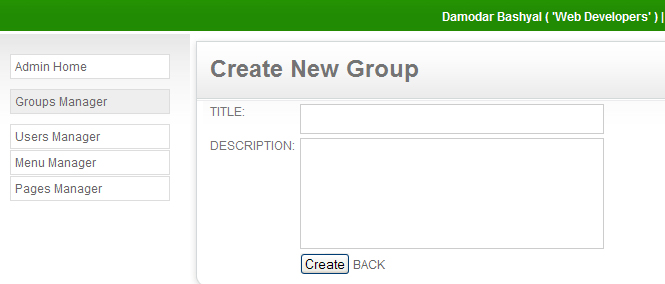 Damodar Bashyal ( 'Web Developers' ) |
Admin Home
Groups Manager
Users Manager
Menu Manager
Pages Manager
Create New Group
TITLE:
DESCRIPTION:
Create BACK